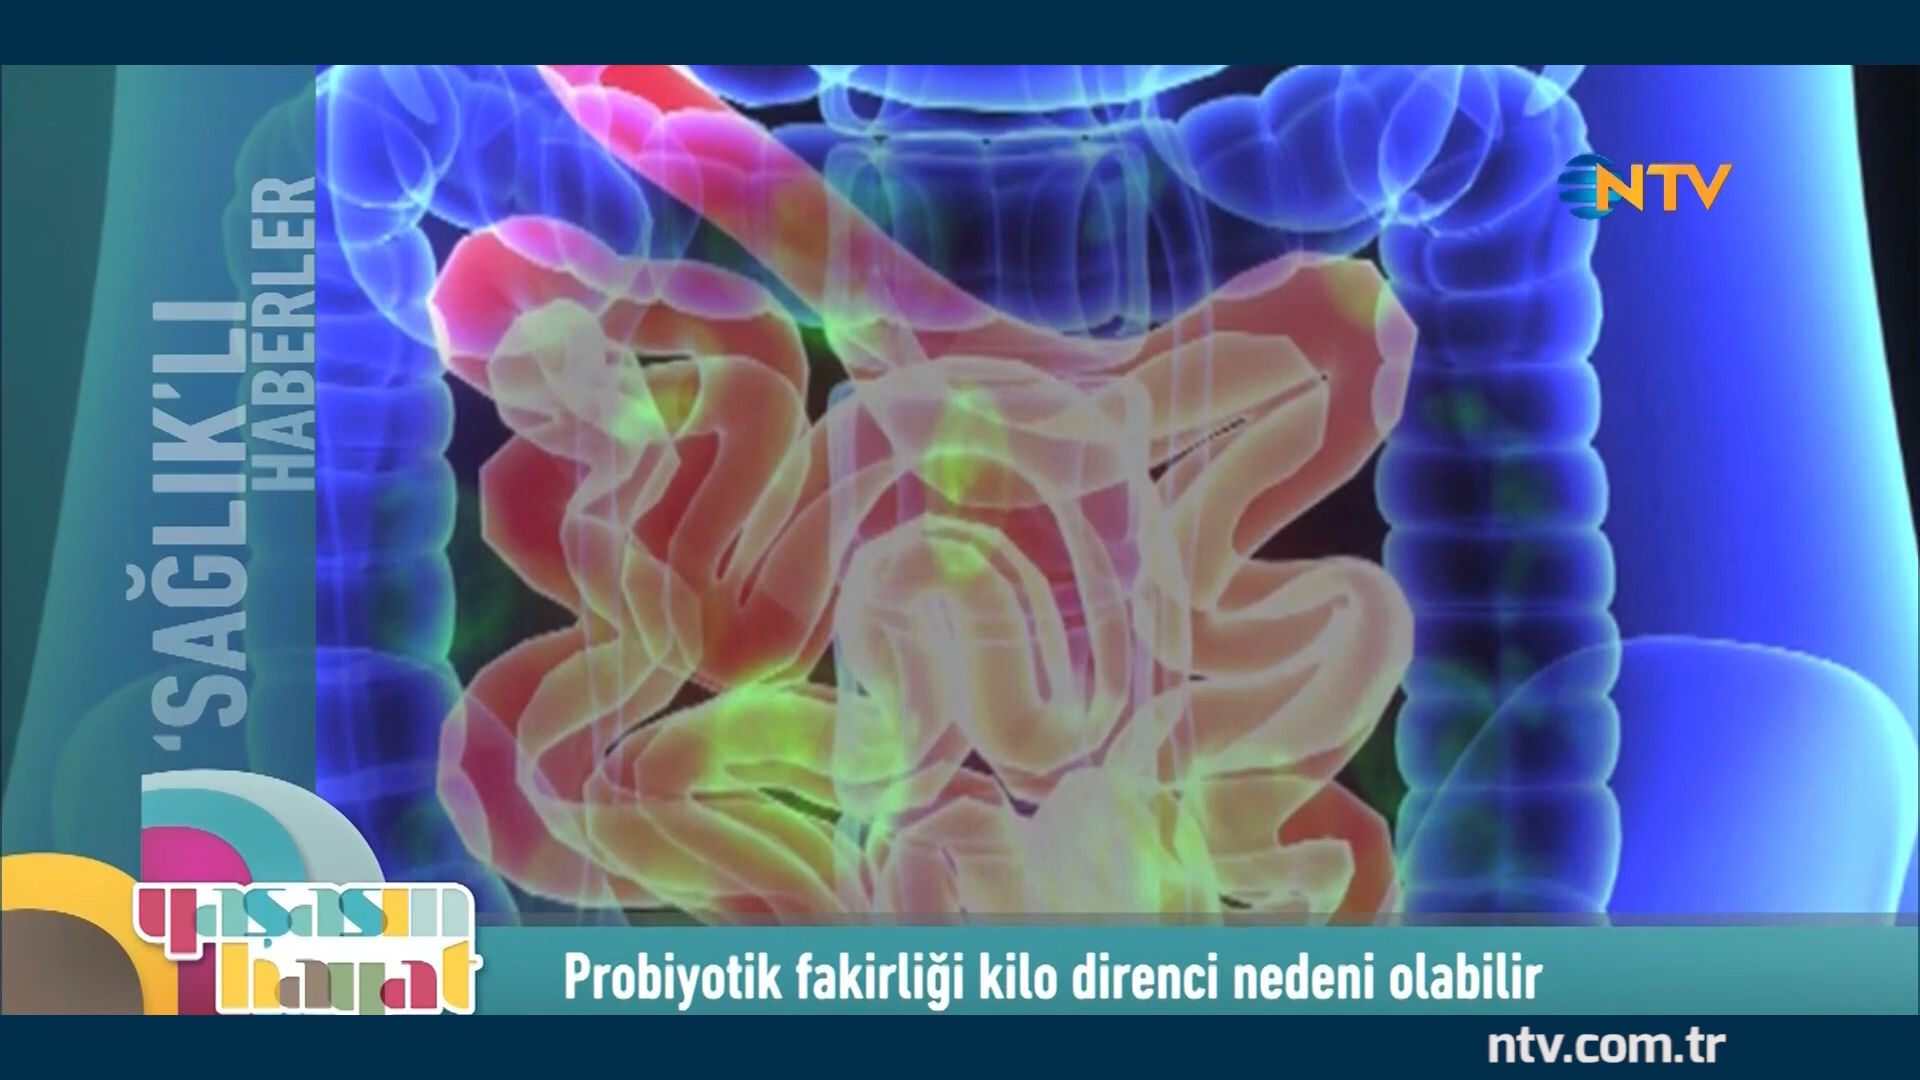 NTV
'SAĞLIK'LI
HABERLER
yaşasın
hayat
Probiyotik fakirliği kilo direnci nedeni olabilir
ntv.com.tr